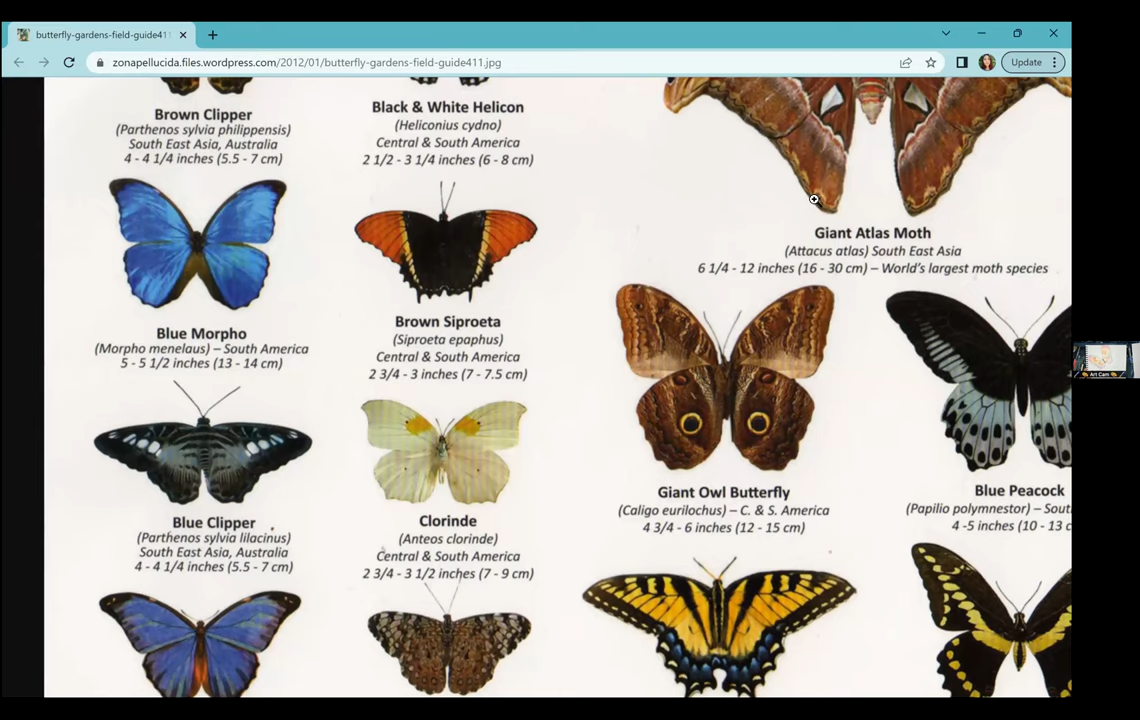 butterfly-gardens-field-guide411
zonapellucida.files.wordpress.com/2012/01/butterfly-gardens-field-guide411.jpg
Update
Brown Clipper
(Parthenos sylvia philippensis)
South East Asia, Australia
4 - 4 1/4 inches (5.5 - 7 cm)
Black & White Helicon
(Heliconius cydno)
Central & South America
2 1/2 - 3 1/4 inches (6 - 8 cm)
Giant Atlas Moth
(Attacus atlas) South East Asia
6 1/4 - 12 inches (16 - 30 cm) – World's largest moth species
Blue Morpho
(Morpho menelaus) – South America
5 - 5 1/2 inches (13 - 14 cm)
Brown Siproeta
(Siproeta epaphus)
Central & South America
2 3/4 - 3 inches (7 - 7.5 cm)
Giant Owl Butterfly
(Caligo eurilochus) – C. & S. America
4 3/4 - 6 inches (12 - 15 cm)
Blue Peacock
(Papilio polymnestor) – Sout
4 -5 inches (10 - 13 c
Blue Clipper
(Parthenos sylvia lilacinus)
South East Asia, Australia
4 - 4 1/4 inches (5.5 - 7 cm)
Clorinde
(Anteos clorinde)
Central & South America
2 3/4 - 3 1/2 inches (7 - 9 cm)
Art Cam